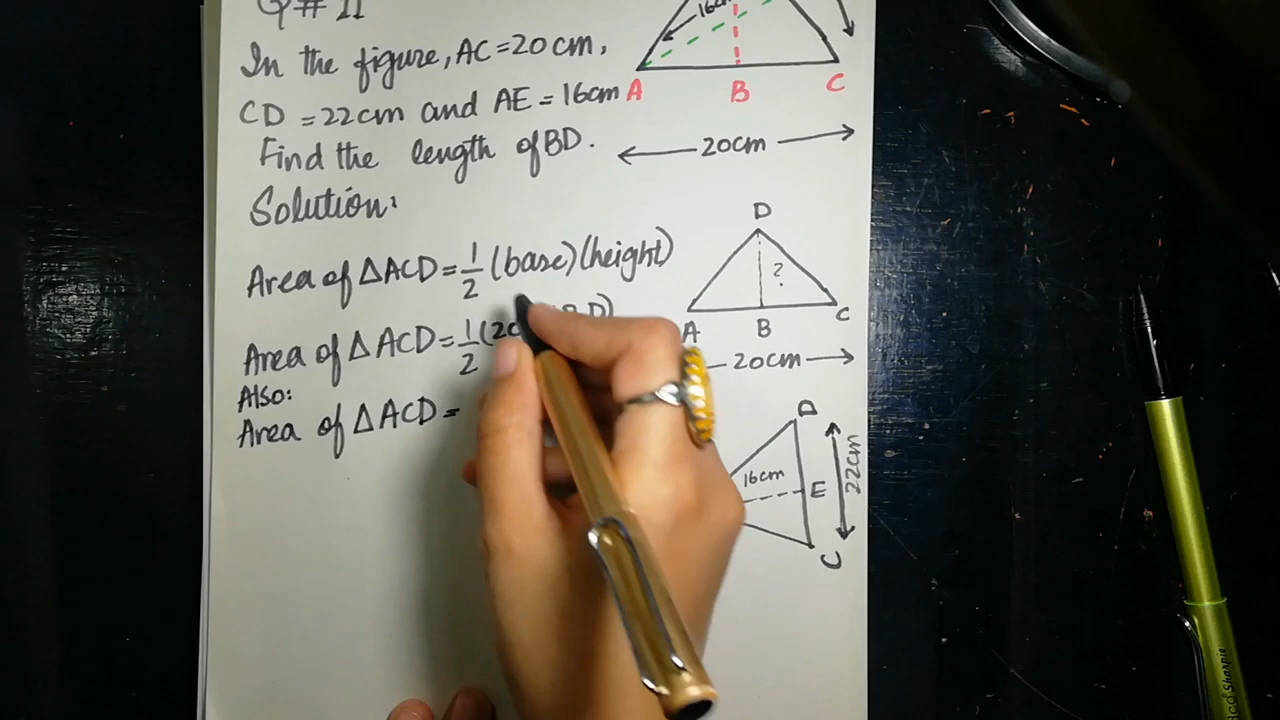 Q# 11
In the figure, AC = 20 cm,
CD = 22 cm and AE = 16cm
Find the length of BD.
Solution:
Area of ΔACD = 1/2 (base) (height)
Area of ΔACD = 1/2 (20
Also:
Area of ΔACD =
16cm
A B C
20cm
D
?
A B C
20cm
D
16cm
E
22cm
C
Sharpie